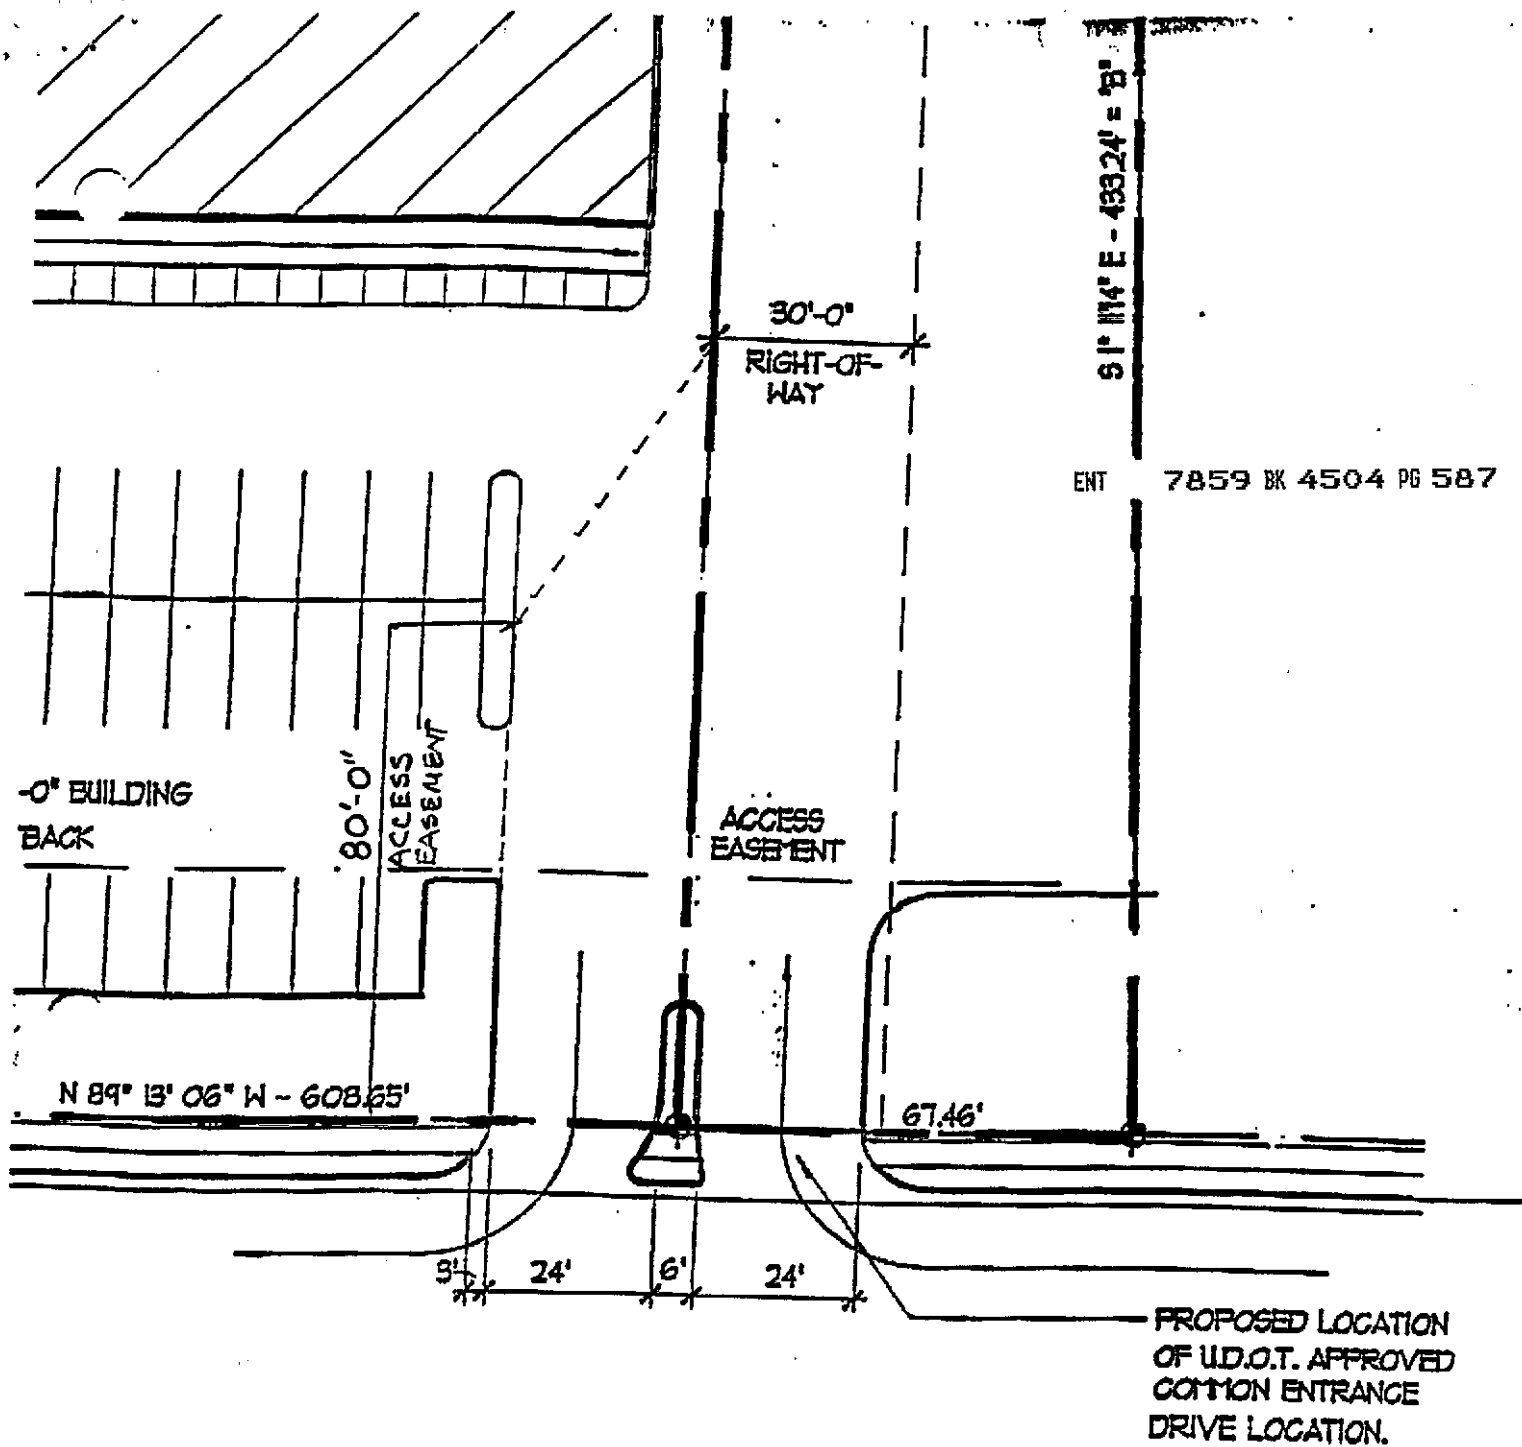 S 1° 11'14" E - 433.24' = "B"
30'-0"
RIGHT-OF-
WAY
ENT 7859 BK 4504 PG 587
80'-0"
ACCESS
EASEMENT
-0" BUILDING
BACK
ACCESS
EASEMENT
N 89° 13' 06" W - 608.65'
67.46'
3'
24'
6'
24'
PROPOSED LOCATION
OF U.D.O.T. APPROVED
COMMON ENTRANCE
DRIVE LOCATION.